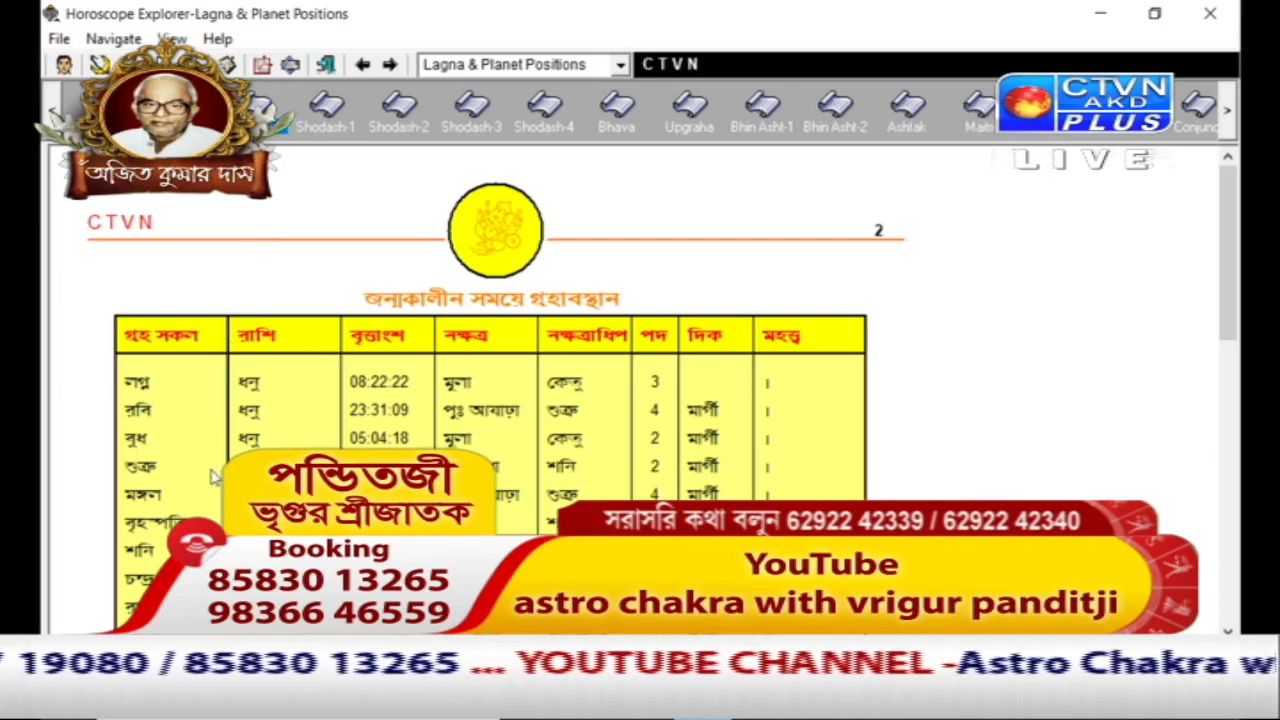 Horoscope Explorer-Lagna & Planet Positions
File Navigate View Help
Lagna & Planet Positions
CTVN
Shodash-1 Shodash-2 Shodash-3 Shodash-4 Bhava Upgraha Bhin Asht-1 Bhin Asht-2 Ashtak
CTVN
AKD
PLUS
LIVE
অজিত কুমার দাস
CTVN
2
জন্মকালীন সময়ে গৃহাবস্থান
গৃহ সকল রাশি বৃত্তাংশ নক্ষত্র নক্ষত্রাধিপ পদ দিক মহত্ত্ব
লগ্ন ধনু 08:22:22 মুলা কেতু 3 ।
রবি ধনু 23:31:09 পুঃ আষাঢ়া শুক্র 4 মার্গী ।
বুধ ধনু 05:04:18 মুলা কেতু 2 মার্গী ।
শুক্র শনি 2 মার্গী ।
মঙ্গল শুক্র 4 মার্গী ।
শনি
পন্ডিতজী
ভৃগুর শ্রীজাতক
Booking
85830 13265
98366 46559
সরাসরি কথা বলুন 62922 42339 / 62922 42340
YouTube
astro chakra with vrigur panditji
19080 / 85830 13265 ... YOUTUBE CHANNEL -Astro Chakra w